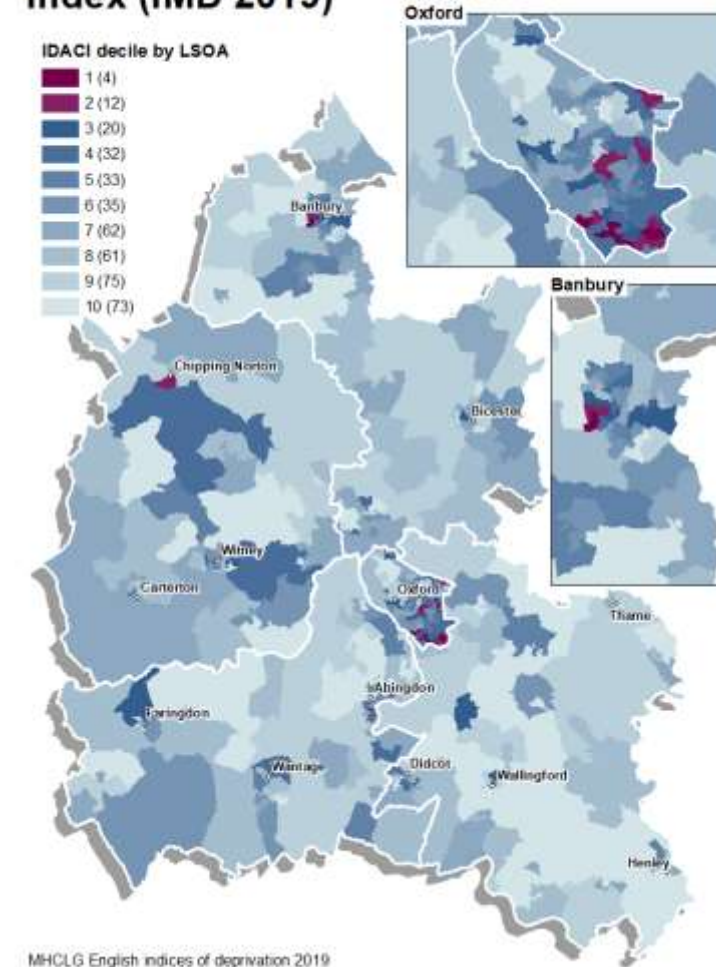 Index (IMD 2019)
IDACI decile by LSOA
1 (4)
2 (12)
3 (20)
4 (32)
5 (33)
6 (35)
7 (62)
8 (61)
9 (75)
10 (73)
Oxford
Banbury
Banbury
Chipping Norton
Bicester
Witney
Carterton
Oxford
Thame
Abingdon
Faringdon
Didcot
Wantage
Wallingford
Henley
MHCLG English indices of deprivation 2019